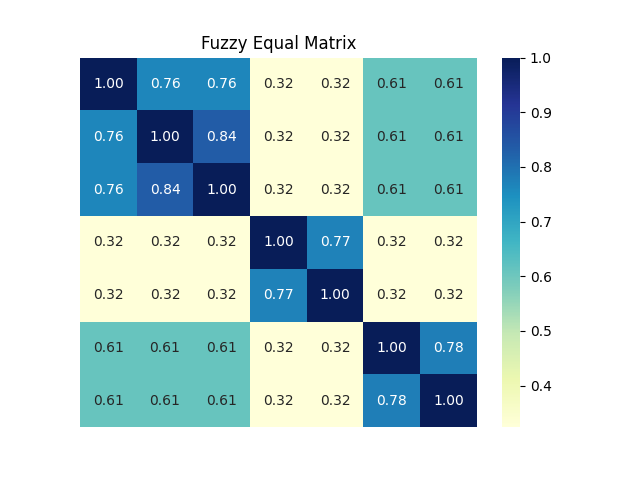 Fuzzy Equal Matrix
1.00 0.76 0.76 0.32 0.32 0.61 0.61
0.76 1.00 0.84 0.32 0.32 0.61 0.61
0.76 0.84 1.00 0.32 0.32 0.61 0.61
0.32 0.32 0.32 1.00 0.77 0.32 0.32
0.32 0.32 0.32 0.77 1.00 0.32 0.32
0.61 0.61 0.61 0.32 0.32 1.00 0.78
0.61 0.61 0.61 0.32 0.32 0.78 1.00
1.0
0.9
0.8
0.7
0.6
0.5
0.4